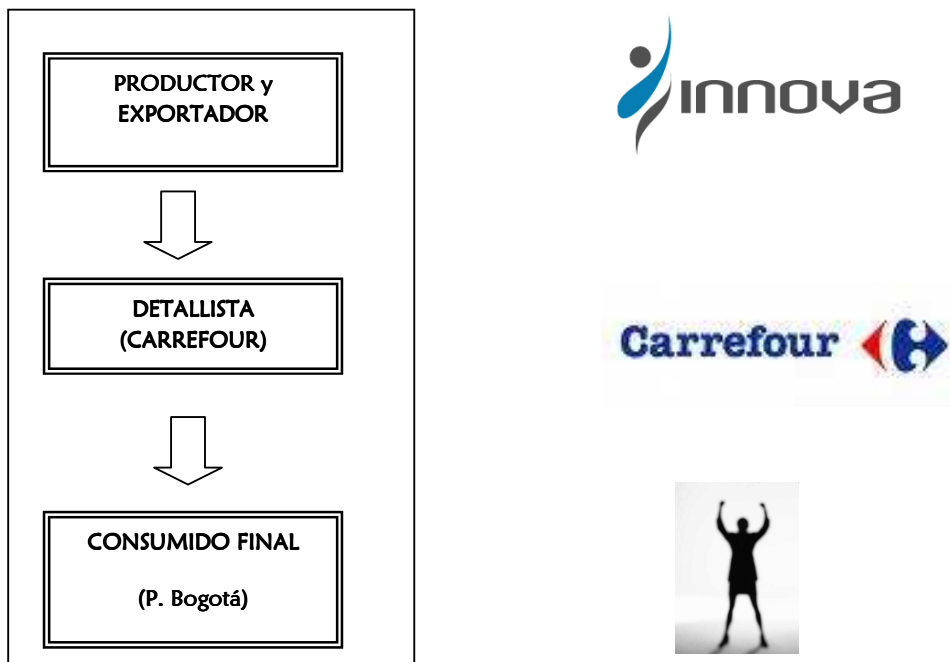 PRODUCTOR y
EXPORTADOR
innova
DETALLISTA
(CARREFOUR)
Carrefour
CONSUMIDO FINAL
(P. Bogotá)